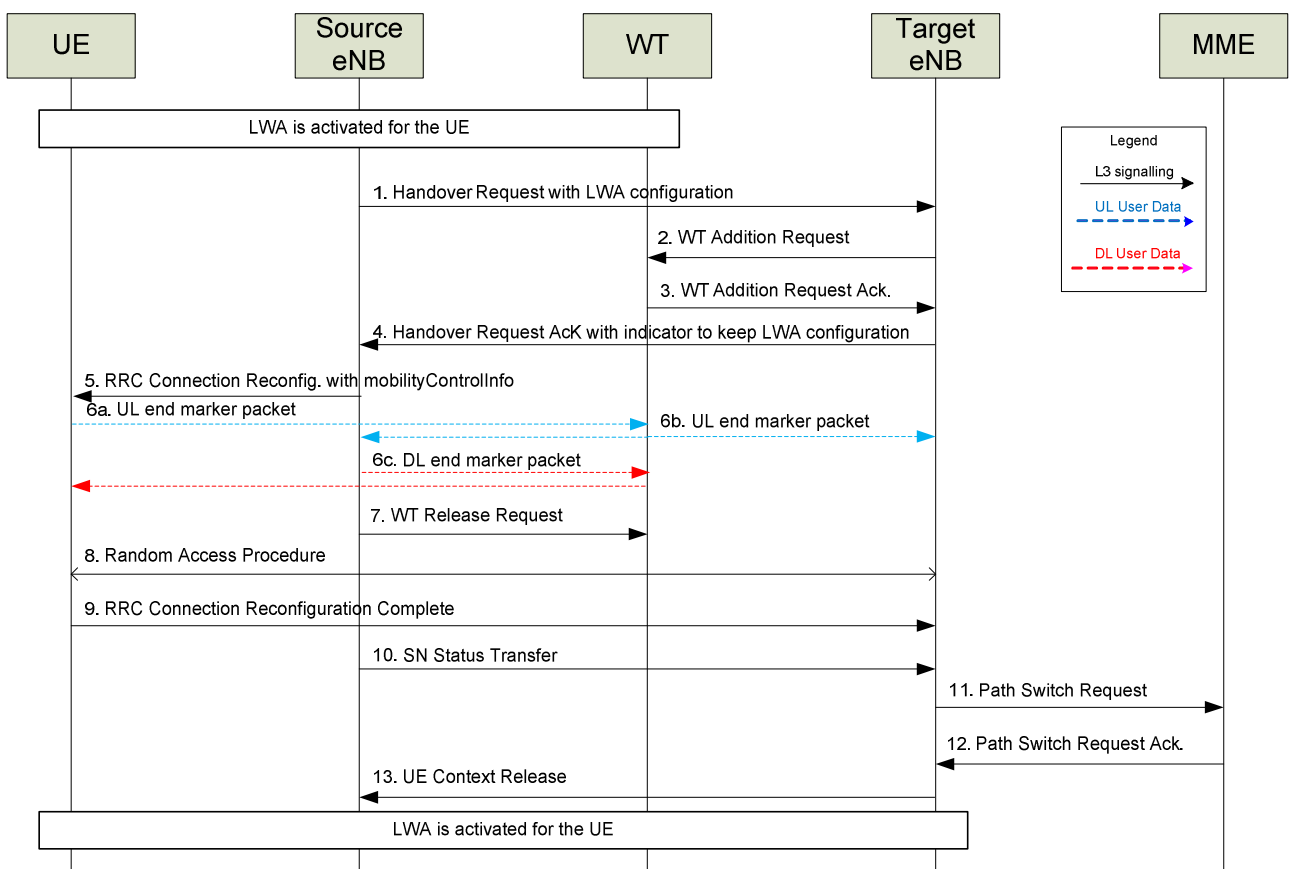 UE
Source
eNB
WT
Target
eNB
MME
LWA is activated for the UE
Legend
L3 signalling
UL User Data
DL User Data
1. Handover Request with LWA configuration
2. WT Addition Request
3. WT Addition Request Ack.
4. Handover Request AcK with indicator to keep LWA configuration
5. RRC Connection Reconfig. with mobilityControlInfo
6a. UL end marker packet
6b. UL end marker packet
6c. DL end marker packet
7. WT Release Request
8. Random Access Procedure
9. RRC Connection Reconfiguration Complete
10. SN Status Transfer
11. Path Switch Request
12. Path Switch Request Ack.
13. UE Context Release
LWA is activated for the UE